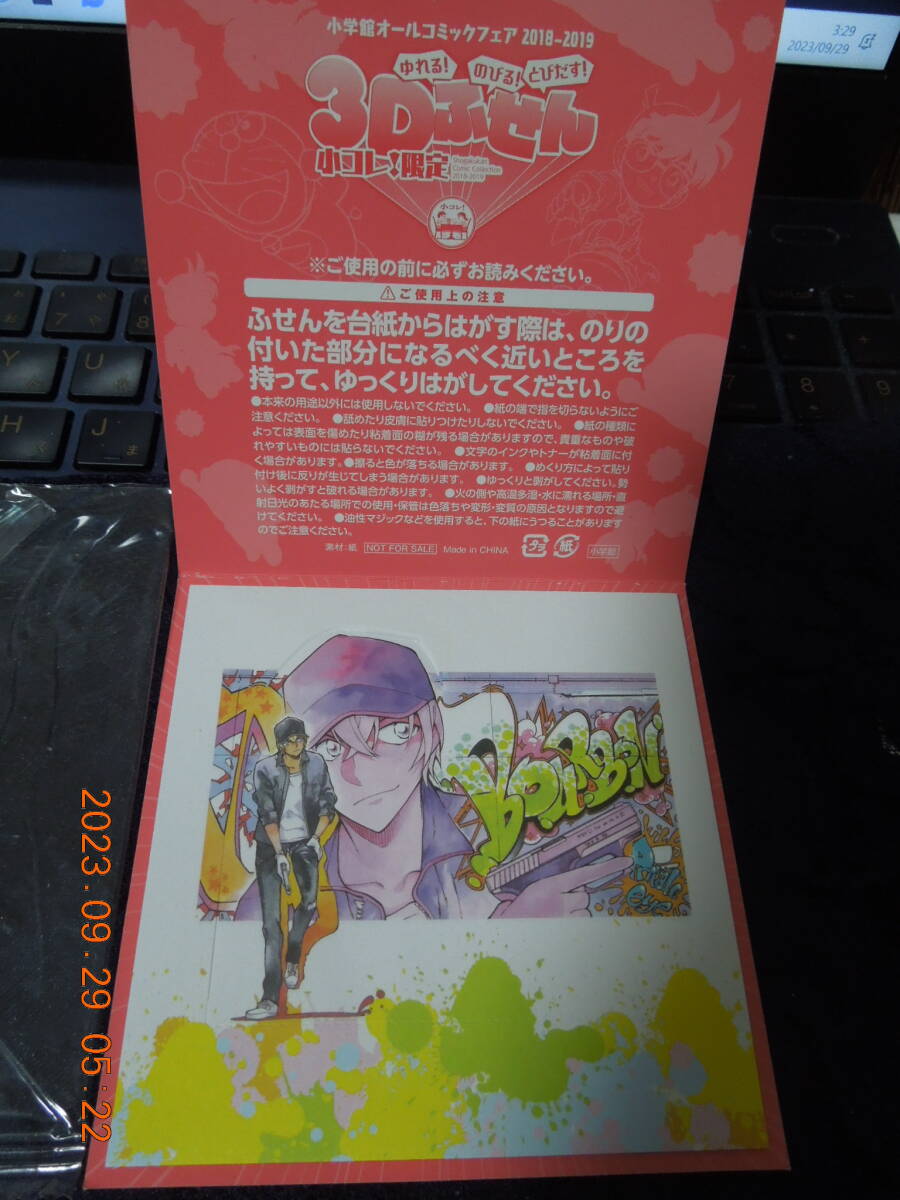 3:29
2023/09/29
小学館オールコミックフェア 2018-2019
ゆれる! のびる! とびだす!
3Dふせん
小コレ!限定
Shogakukan
Comic Collection
2018-2019
小コレ!
※ご使用の前に必ずお読みください。
⚠ご使用上の注意
ふせんを台紙からはがす際は、のりの
付いた部分になるべく近いところを
持って、ゆっくりはがしてください。
●本来の用途以外には使用しないでください。 ●紙の端で指を切らないようにご
注意ください。 ●舐めたり皮膚に貼りつけたりしないでください。 ●紙の種類に
よっては表面を傷めたり粘着面の糊が残る場合がありますので、貴重なものや破
れやすいものには貼らないでください。 ●文字のインクやトナーが粘着面に付
く場合があります。●擦ると色が落ちる場合があります。 ●めくり方によって貼り
付け後に反りが生じてしまう場合があります。 ●ゆっくりと剝がしてください。勢
いよく剝がすと破れる場合があります。 ●火の側や高温多湿・水に濡れる場所・直
射日光のあたる場所での使用・保管は色落ちや変形・変質の原因となりますので避
けてください。 ●油性マジックなどを使用すると、下の紙にうつることがあります
のでご注意ください。
素材:紙 NOT FOR SALE Made in CHINA プラ 紙 小学館
BOURBON
2023・09・29 05:22
Y
U
H
J
ま
7
8
9